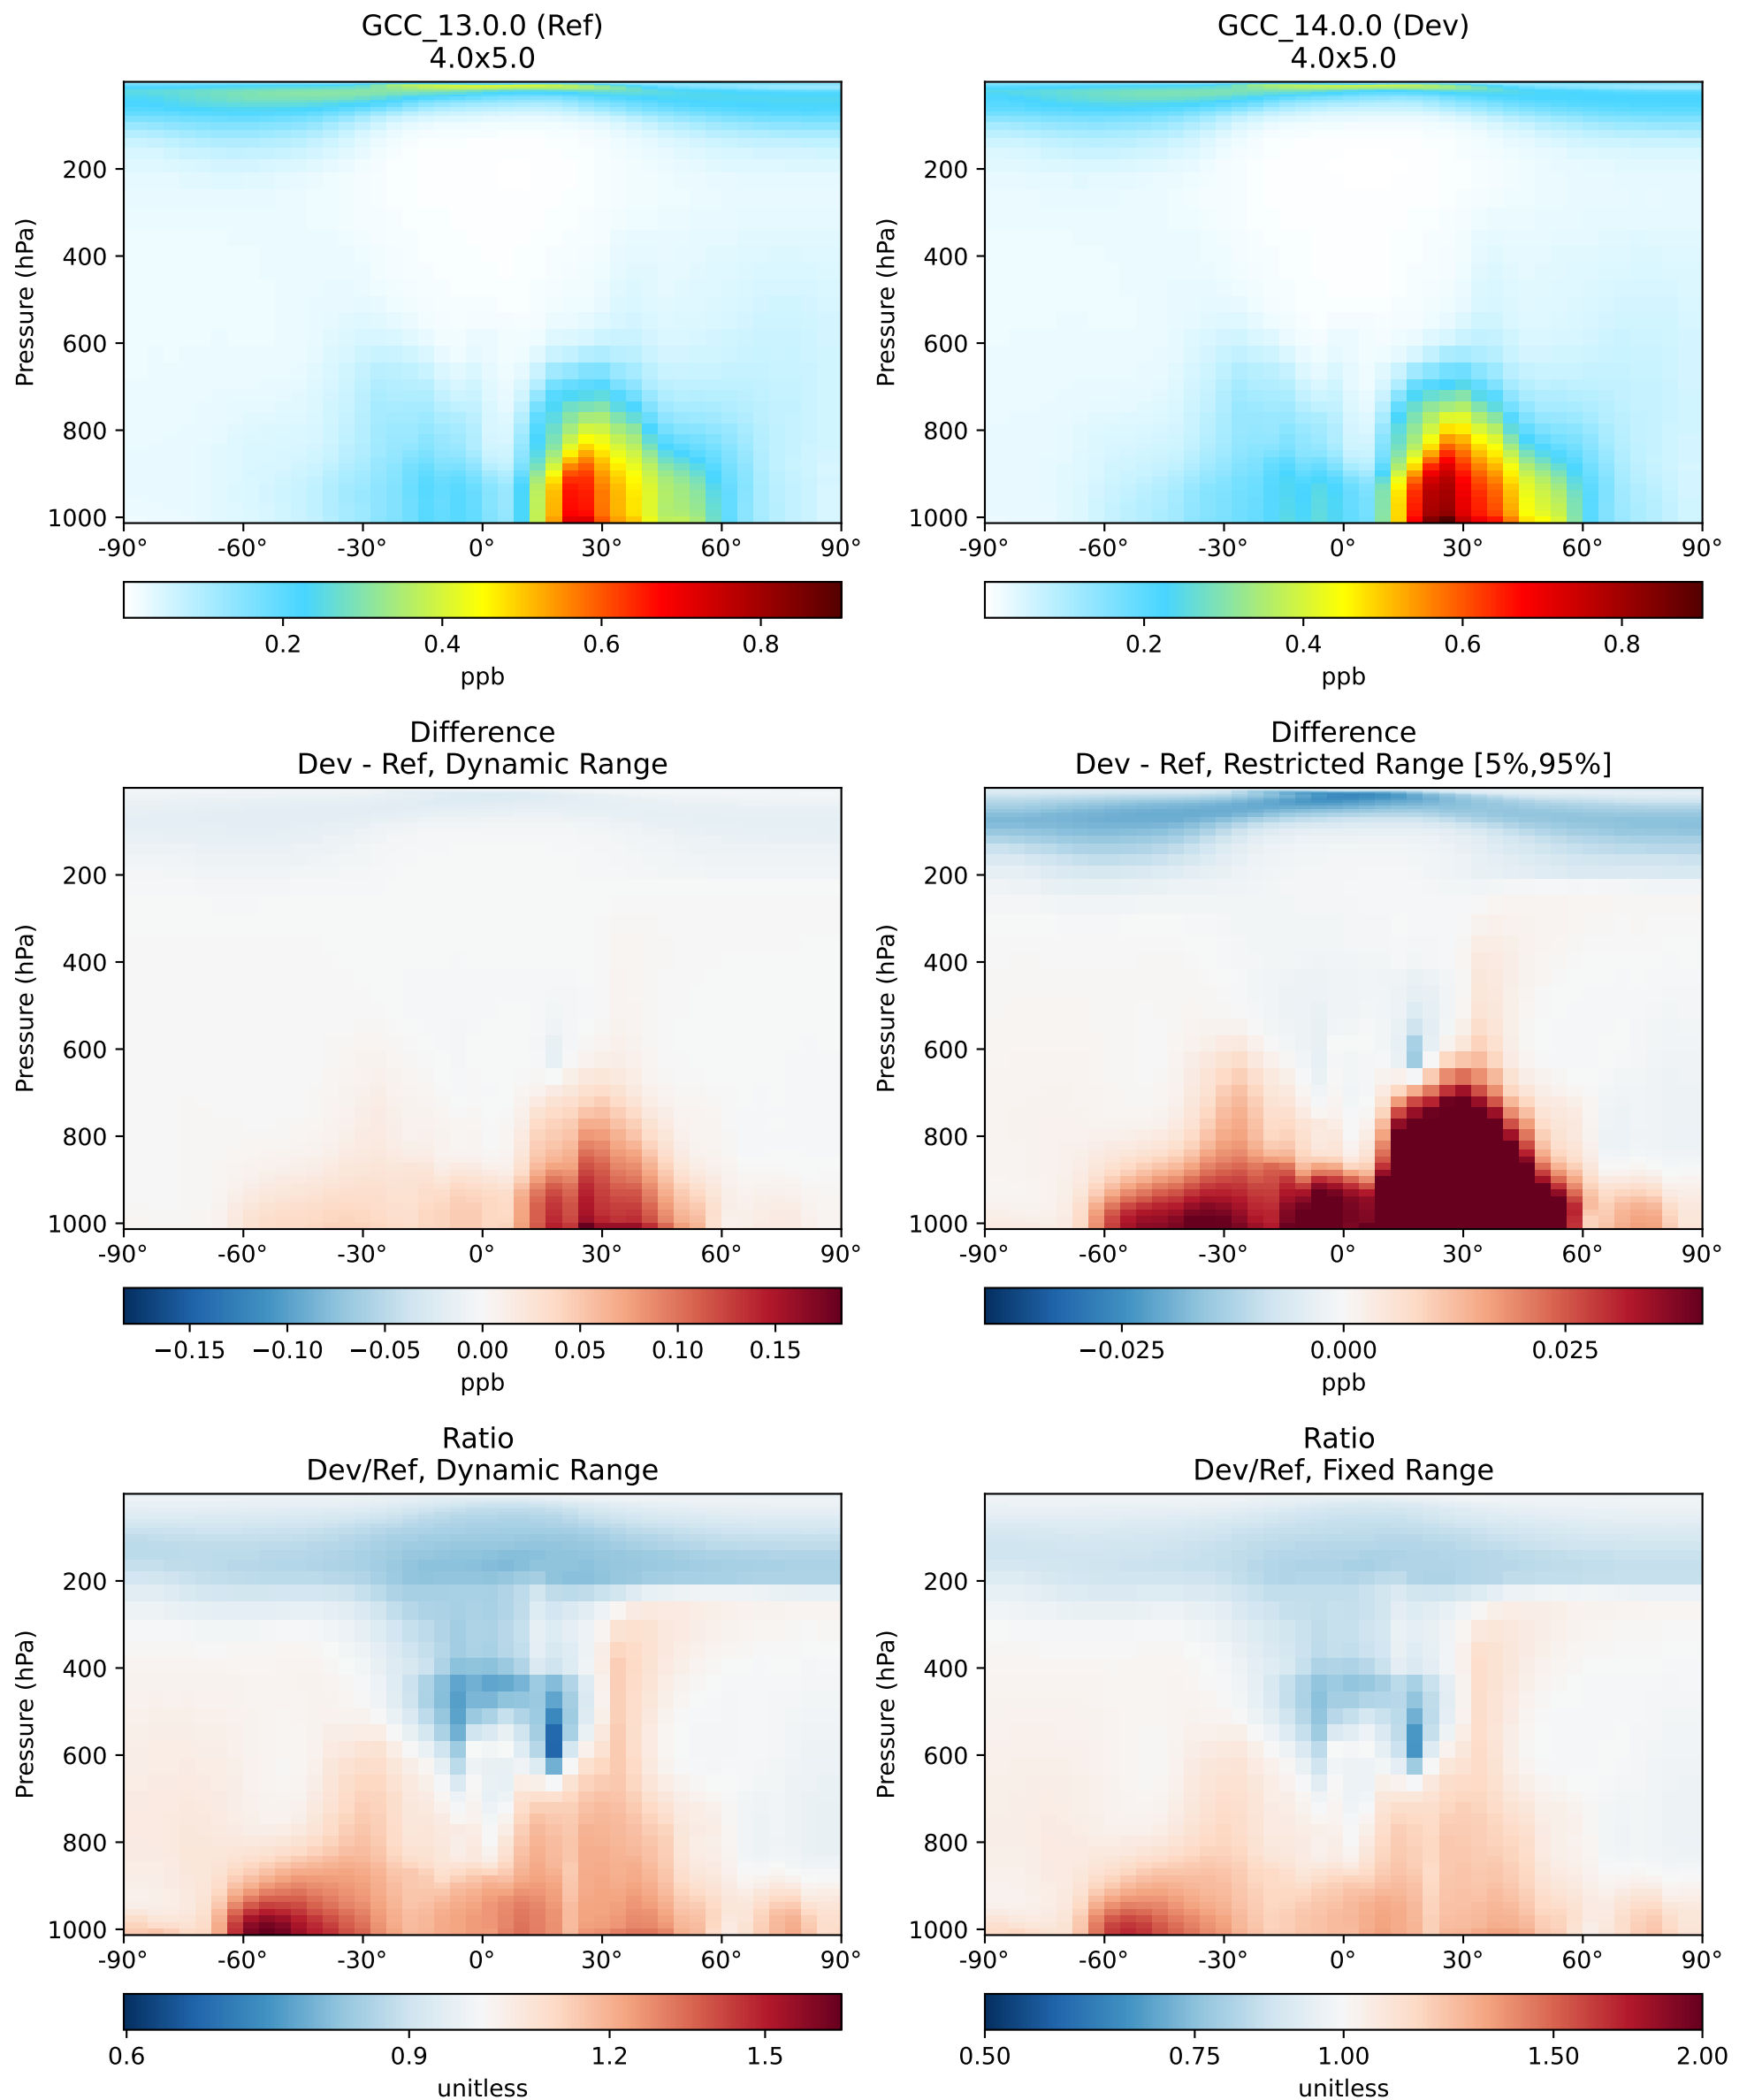 GCC_13.0.0 (Ref)
4.0x5.0
Pressure (hPa)
200
400
600
800
1000
-90° -60° -30° 0° 30° 60° 90°
0.2 0.4 0.6 0.8
ppb
GCC_14.0.0 (Dev)
4.0x5.0
Pressure (hPa)
200
400
600
800
1000
-90° -60° -30° 0° 30° 60° 90°
0.2 0.4 0.6 0.8
ppb
Difference
Dev - Ref, Dynamic Range
Pressure (hPa)
200
400
600
800
1000
-90° -60° -30° 0° 30° 60° 90°
−0.15 −0.10 −0.05 0.00 0.05 0.10 0.15
ppb
Difference
Dev - Ref, Restricted Range [5%,95%]
Pressure (hPa)
200
400
600
800
1000
-90° -60° -30° 0° 30° 60° 90°
−0.025 0.000 0.025
ppb
Ratio
Dev/Ref, Dynamic Range
Pressure (hPa)
200
400
600
800
1000
-90° -60° -30° 0° 30° 60° 90°
0.6 0.9 1.2 1.5
unitless
Ratio
Dev/Ref, Fixed Range
Pressure (hPa)
200
400
600
800
1000
-90° -60° -30° 0° 30° 60° 90°
0.50 0.75 1.00 1.50 2.00
unitless